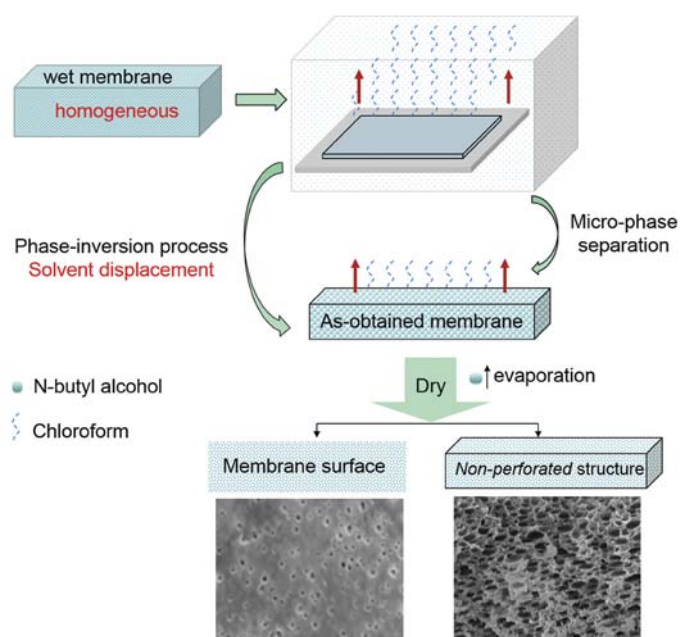 wet membrane
homogeneous
Phase-inversion process
Solvent displacement
Micro-phase
separation
As-obtained membrane
N-butyl alcohol
Chloroform
Dry
evaporation
Membrane surface
Non-perforated structure